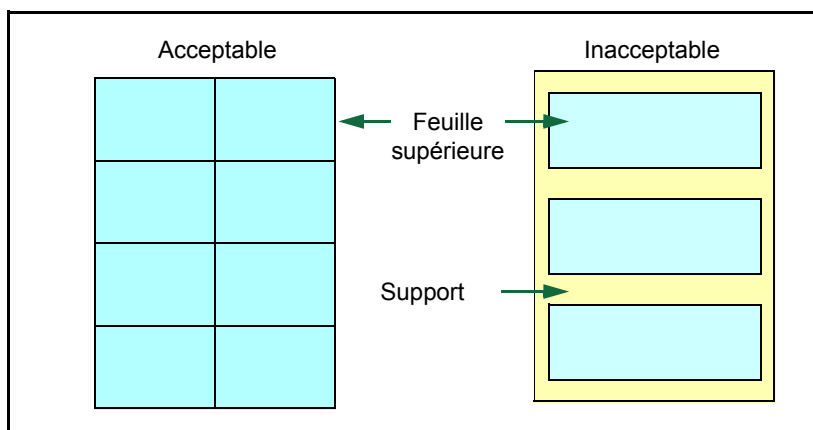 Acceptable
Inacceptable
Feuille
supérieure
Support